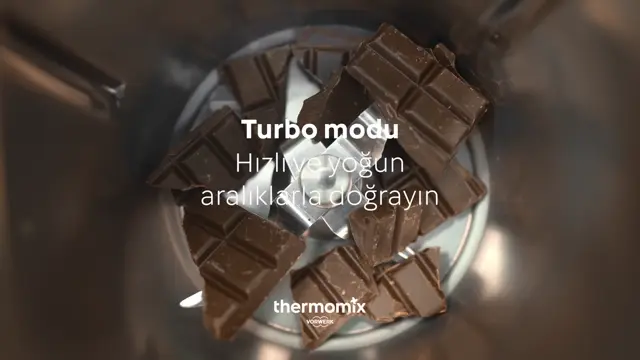 Turbo modu
Hızlı ve yoğun
aralıklarla doğrayın
thermomix
VORWERK